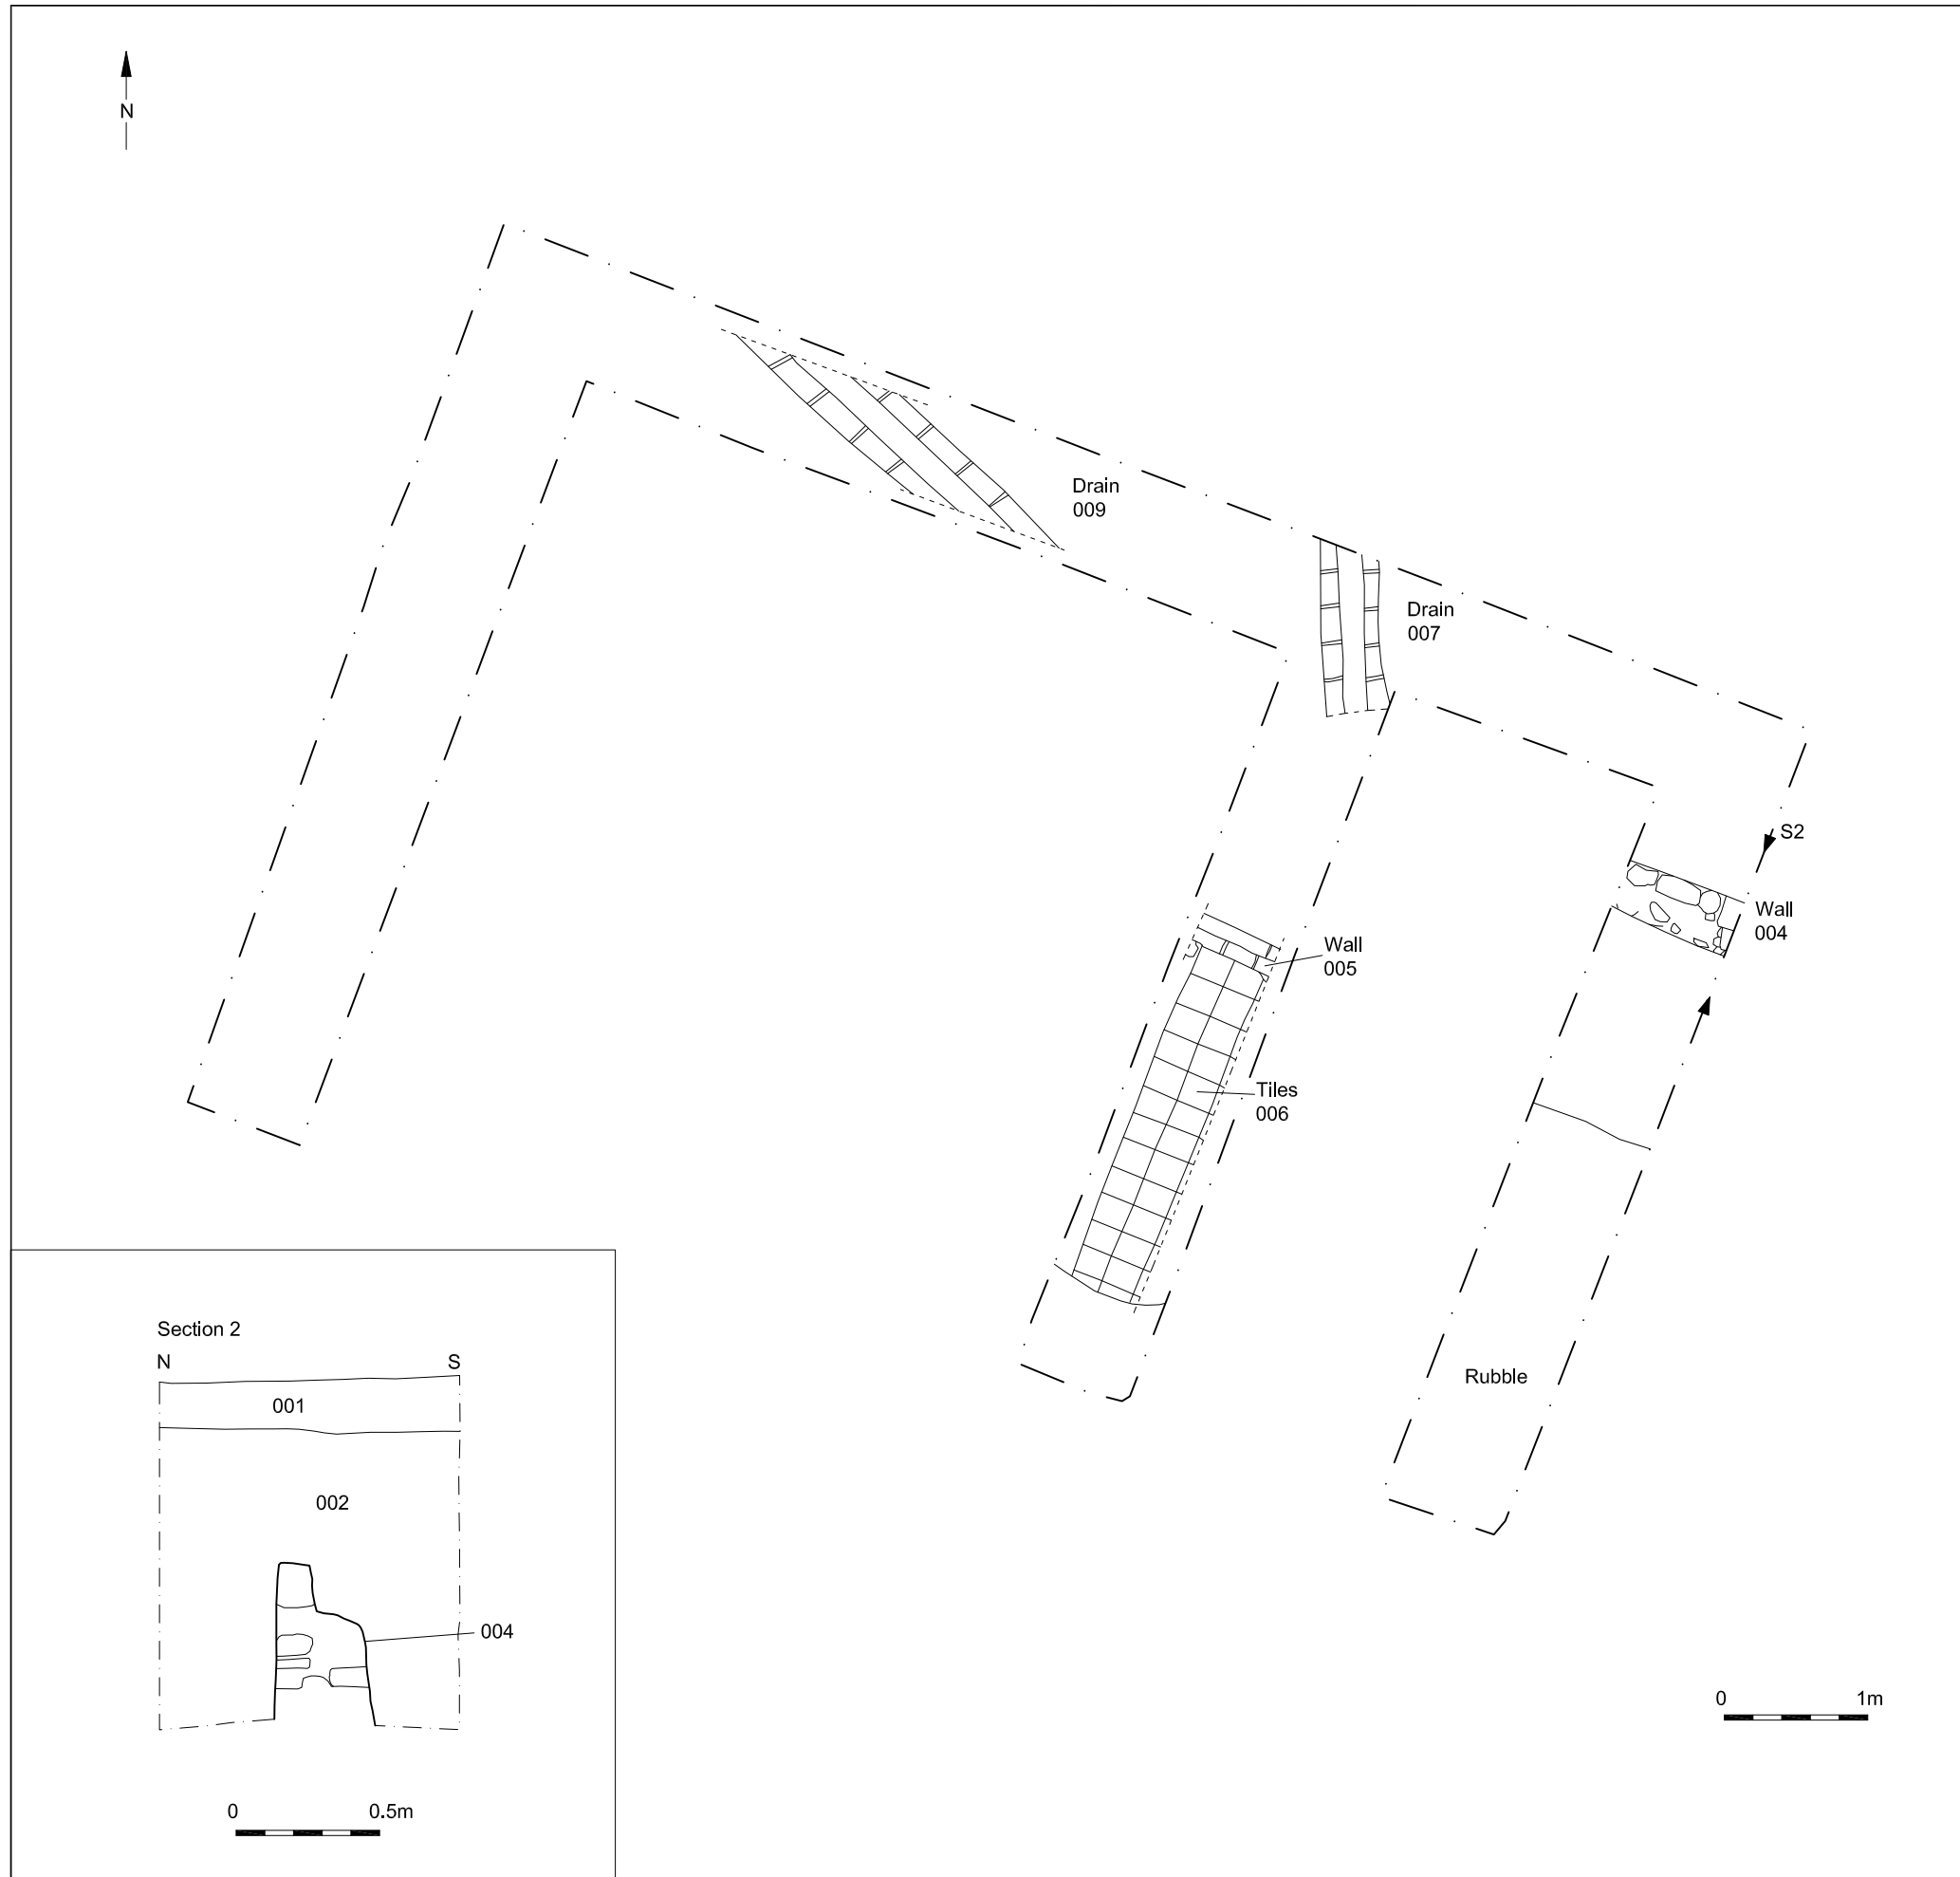 N
Drain
009
Drain
007
S2
Wall
004
Wall
005
Tiles
006
Rubble
Section 2
N S
001
002
004
0 0.5m
0 1m